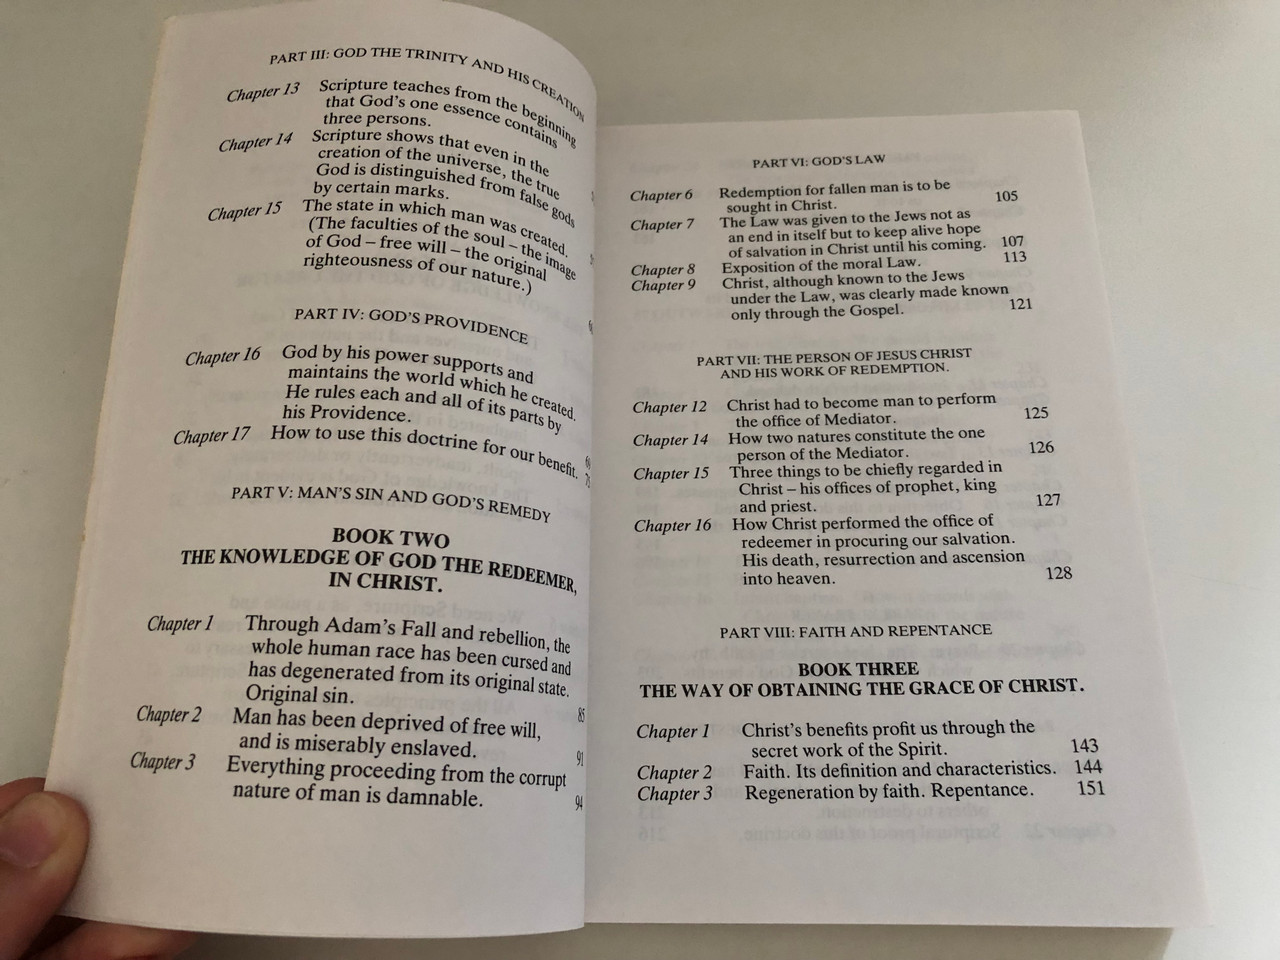 PART III: GOD THE TRINITY AND HIS CREATION
Chapter 13 Scripture teaches from the beginning
that God's one essence contains
three persons.
Chapter 14 Scripture shows that even in the
creation of the universe, the true
God is distinguished from false gods
by certain marks.
Chapter 15 The state in which man was created.
(The faculties of the soul – the image
of God – free will – the original
righteousness of our nature.)
PART IV: GOD'S PROVIDENCE
Chapter 16 God by his power supports and
maintains the world which he created.
He rules each and all of its parts by
his Providence.
Chapter 17 How to use this doctrine for our benefit.
PART V: MAN'S SIN AND GOD'S REMEDY
BOOK TWO
THE KNOWLEDGE OF GOD THE REDEEMER,
IN CHRIST.
Chapter 1 Through Adam's Fall and rebellion, the
whole human race has been cursed and
has degenerated from its original state.
Original sin. 85
Chapter 2 Man has been deprived of free will,
and is miserably enslaved. 91
Chapter 3 Everything proceeding from the corrupt
nature of man is damnable. 94
PART VI: GOD'S LAW
Chapter 6 Redemption for fallen man is to be
sought in Christ. 105
Chapter 7 The Law was given to the Jews not as
an end in itself but to keep alive hope
of salvation in Christ until his coming. 107
Chapter 8 Exposition of the moral Law. 113
Chapter 9 Christ, although known to the Jews
under the Law, was clearly made known
only through the Gospel. 121
PART VII: THE PERSON OF JESUS CHRIST
AND HIS WORK OF REDEMPTION.
Chapter 12 Christ had to become man to perform
the office of Mediator. 125
Chapter 14 How two natures constitute the one
person of the Mediator. 126
Chapter 15 Three things to be chiefly regarded in
Christ – his offices of prophet, king
and priest. 127
Chapter 16 How Christ performed the office of
redeemer in procuring our salvation.
His death, resurrection and ascension
into heaven. 128
PART VIII: FAITH AND REPENTANCE
BOOK THREE
THE WAY OF OBTAINING THE GRACE OF CHRIST.
Chapter 1 Christ's benefits profit us through the
secret work of the Spirit. 143
Chapter 2 Faith. Its definition and characteristics. 144
Chapter 3 Regeneration by faith. Repentance. 151